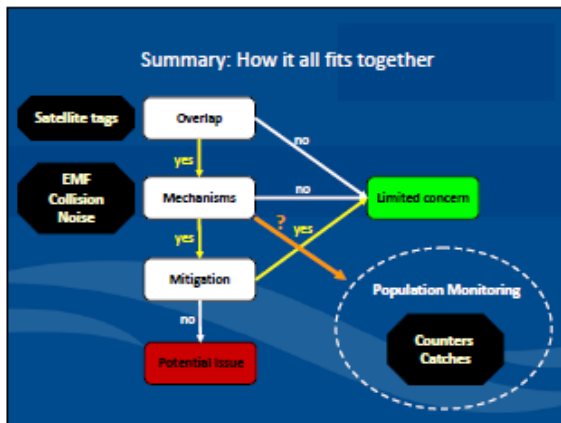 Summary: How it all fits together
Satellite tags
Overlap
no
yes
EMF
Collision
Noise
Mechanisms
no
Limited concern
?
yes
yes
Mitigation
Population Monitoring
no
Counters
Catches
Potential issue